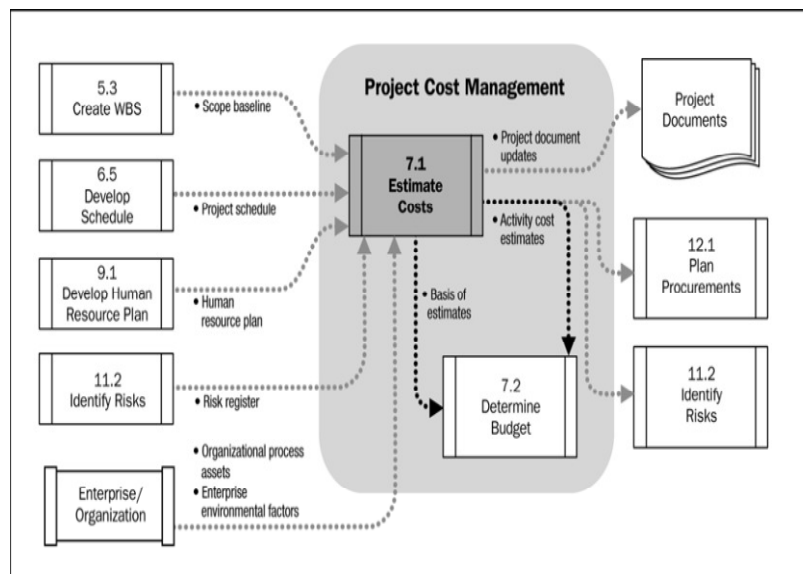 Project Cost Management
5.3
Create WBS
• Scope baseline
6.5
Develop
Schedule
• Project schedule
9.1
Develop Human
Resource Plan
• Human
resource plan
11.2
Identify Risks
• Risk register
Enterprise/
Organization
• Organizational process
assets
• Enterprise
environmental factors
7.1
Estimate
Costs
• Project document
updates
• Activity cost
estimates
• Basis of
estimates
7.2
Determine
Budget
Project
Documents
12.1
Plan
Procurements
11.2
Identify
Risks